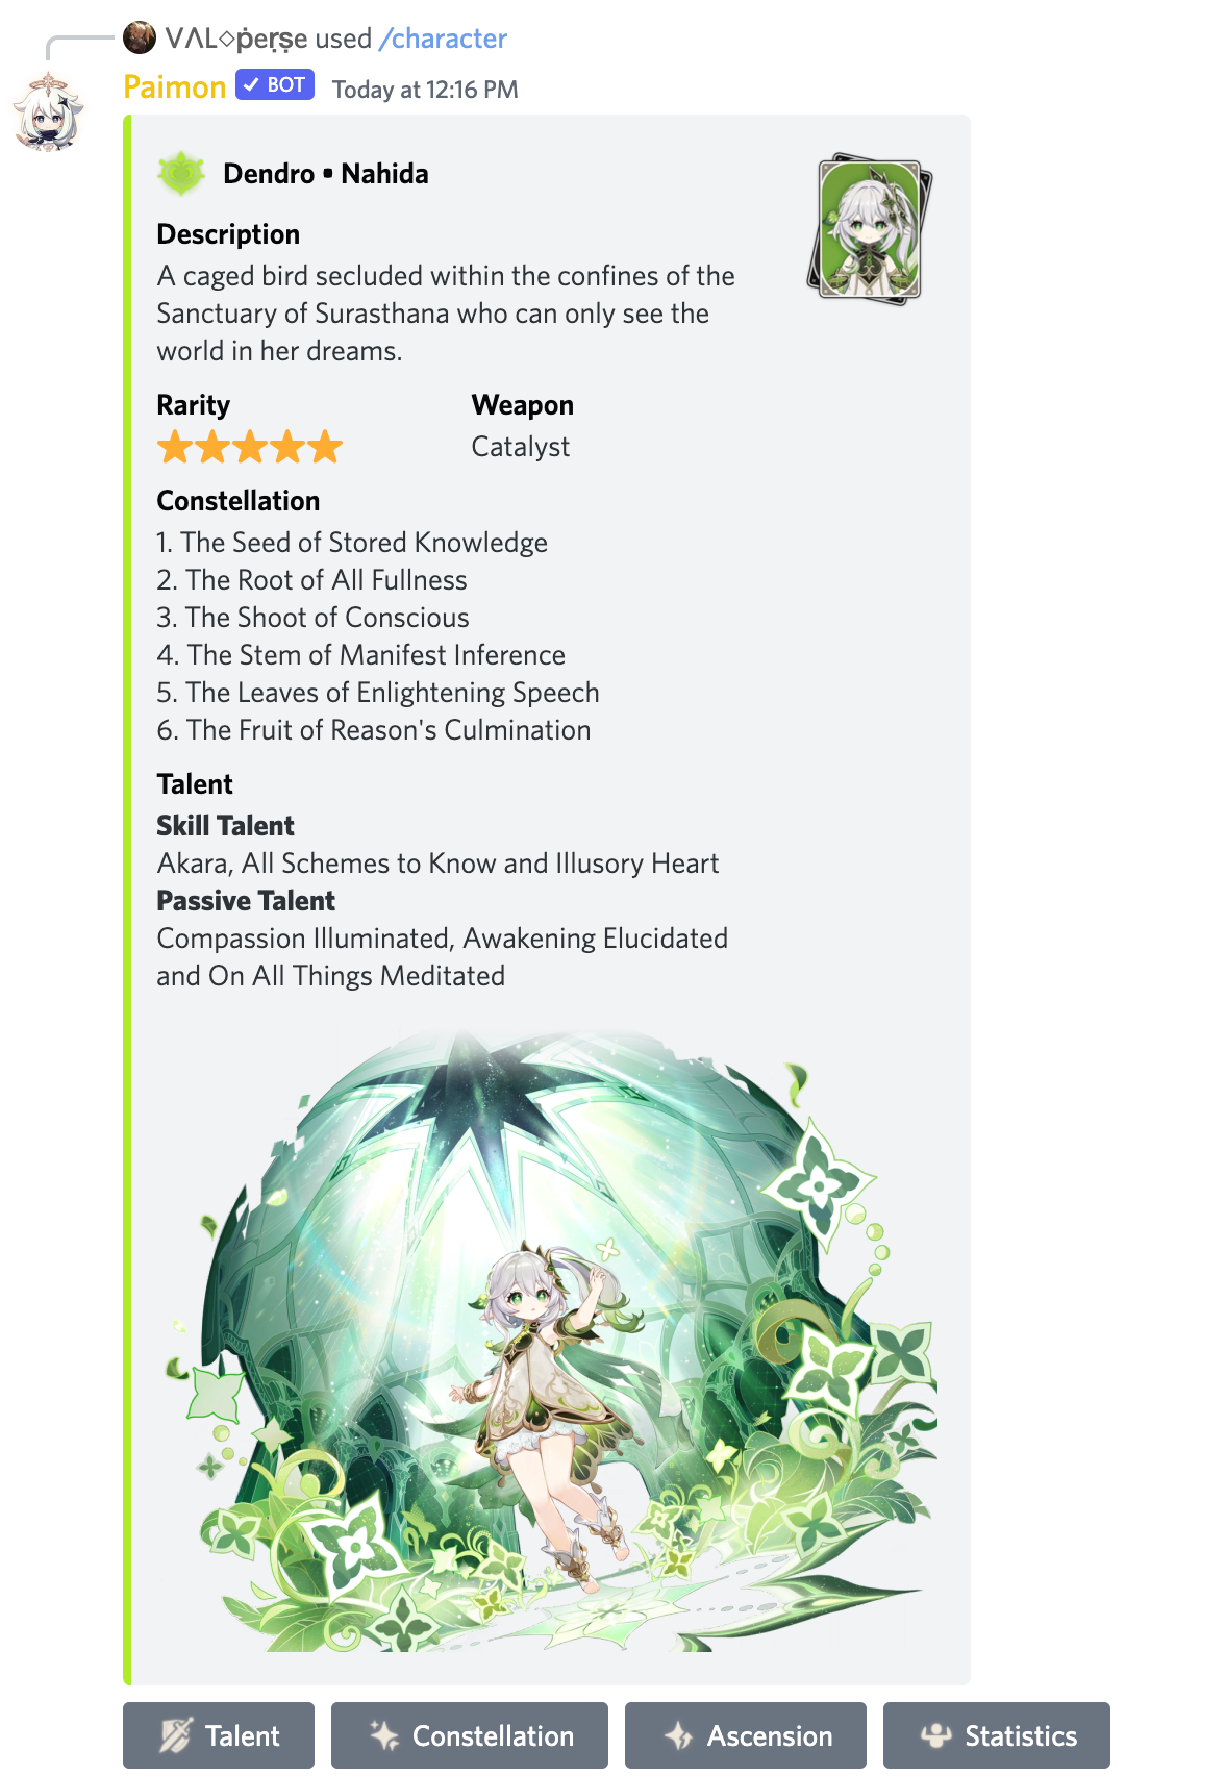 VΛL◇ṗeṛṣe used /character
Paimon ✓ BOT Today at 12:16 PM
Dendro • Nahida
Description
A caged bird secluded within the confines of the
Sanctuary of Surasthana who can only see the
world in her dreams.
Rarity Weapon
Catalyst
Constellation
1. The Seed of Stored Knowledge
2. The Root of All Fullness
3. The Shoot of Conscious
4. The Stem of Manifest Inference
5. The Leaves of Enlightening Speech
6. The Fruit of Reason's Culmination
Talent
Skill Talent
Akara, All Schemes to Know and Illusory Heart
Passive Talent
Compassion Illuminated, Awakening Elucidated
and On All Things Meditated
Talent Constellation Ascension Statistics